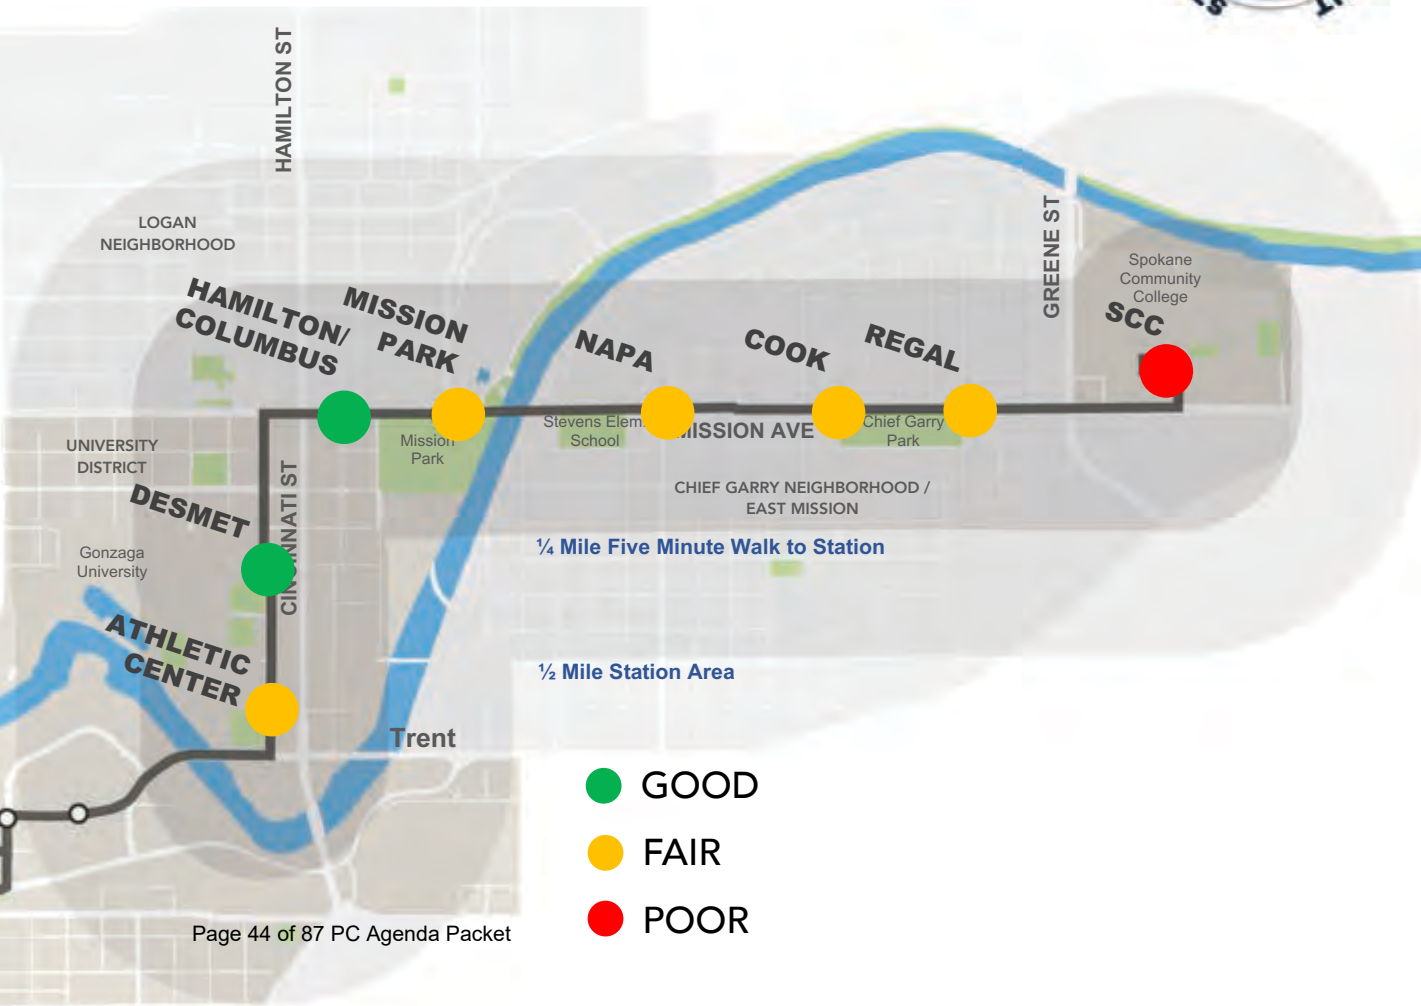 HAMILTON ST
LOGAN
NEIGHBORHOOD
GREENE ST
Spokane
Community
College
SCC
HAMILTON/
COLUMBUS
MISSION
PARK
NAPA
COOK
REGAL
Mission
Park
Stevens Elem.
School
MISSION AVE
Chief Garry
Park
UNIVERSITY
DISTRICT
CINCINNATI ST
DESMET
CHIEF GARRY NEIGHBORHOOD /
EAST MISSION
Gonzaga
University
¼ Mile Five Minute Walk to Station
ATHLETIC
CENTER
½ Mile Station Area
Trent
GOOD
FAIR
POOR
Page 44 of 87 PC Agenda Packet